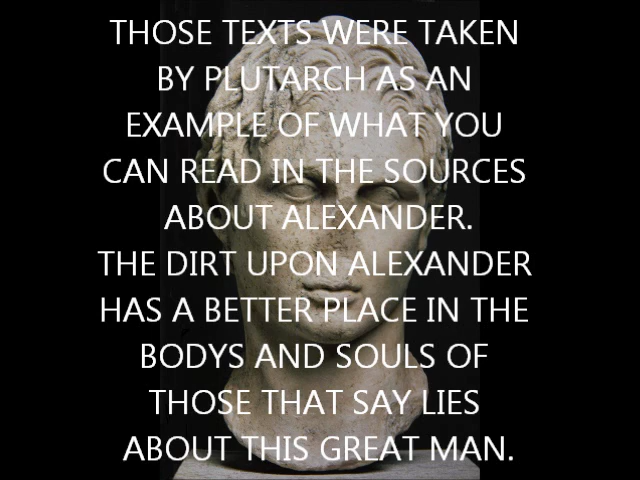 THOSE TEXTS WERE TAKEN
BY PLUTARCH AS AN
EXAMPLE OF WHAT YOU
CAN READ IN THE SOURCES
ABOUT ALEXANDER.
THE DIRT UPON ALEXANDER
HAS A BETTER PLACE IN THE
BODYS AND SOULS OF
THOSE THAT SAY LIES
ABOUT THIS GREAT MAN.